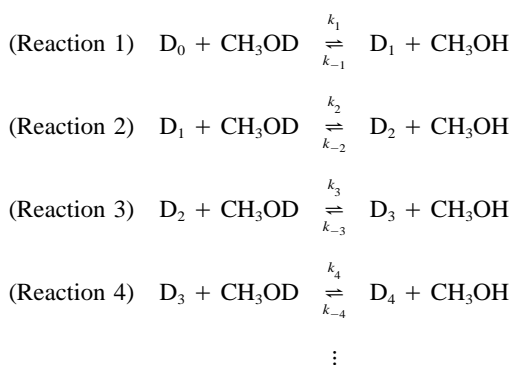 (Reaction 1) D₀ + CH₃OD k₁ ⇌ k₋₁ D₁ + CH₃OH
(Reaction 2) D₁ + CH₃OD k₂ ⇌ k₋₂ D₂ + CH₃OH
(Reaction 3) D₂ + CH₃OD k₃ ⇌ k₋₃ D₃ + CH₃OH
(Reaction 4) D₃ + CH₃OD k₄ ⇌ k₋₄ D₄ + CH₃OH
⋮